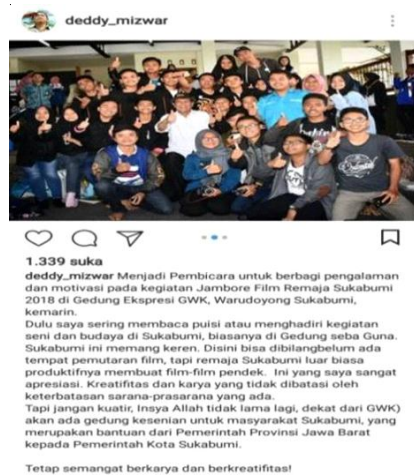 deddy_mizwar
1.339 suka
deddy_mizwar Menjadi Pembicara untuk berbagi pengalaman
dan motivasi pada kegiatan Jambore Film Remaja Sukabumi
2018 di Gedung Ekspresi GWK, Warudoyong Sukabumi,
kemarin.
Dulu saya sering membaca puisi atau menghadiri kegiatan
seni dan budaya di Sukabumi, biasanya di Gedung seba Guna.
Sukabumi ini memang keren. Disini bisa dibilangbelum ada
tempat pemutaran film, tapi remaja Sukabumi luar biasa
produktifnya membuat film-film pendek.  Ini yang saya sangat
apresiasi. Kreatifitas dan karya yang tidak dibatasi oleh
keterbatasan sarana-prasarana yang ada.
Tapi jangan kuatir, Insya Allah tidak lama lagi, dekat dari GWK)
akan ada gedung kesenian untuk masyarakat Sukabumi, yang
merupakan bantuan dari Pemerintah Provinsi Jawa Barat
kepada Pemerintah Kota Sukabumi.
Tetap semangat berkarya dan berkreatifitas!